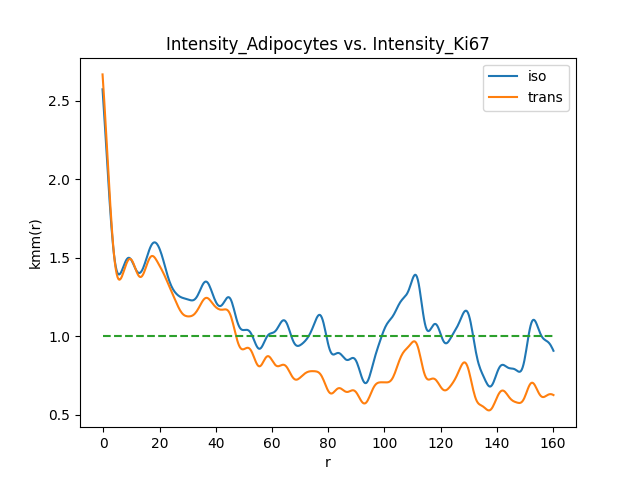 Intensity_Adipocytes vs. Intensity_Ki67
iso
trans
2.5
2.0
1.5
1.0
0.5
kmm(r)
0 20 40 60 80 100 120 140 160
r